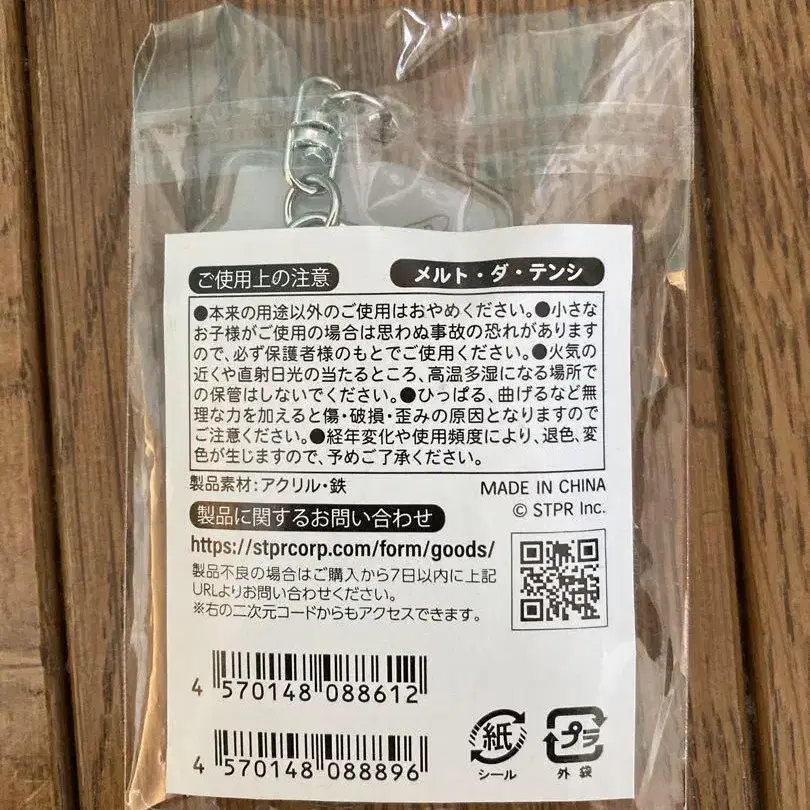 ご使用上の注意
メルト・ダ・テンシ
●本来の用途以外のご使用はおやめください。●小さな
お子様がご使用の場合は思わぬ事故の恐れがあります
ので、必ず保護者様のもとでご使用ください。●火気の
近くや直射日光の当たるところ、高温多湿になる場所で
の保管はしないでください。●ひっぱる、曲げるなど無
理な力を加えると傷・破損・歪みの原因となりますので
ご注意ください。●経年変化や使用頻度により、退色、変
色が生じますので、予めご了承ください。
製品素材:アクリル・鉄
MADE IN CHINA
© STPR Inc.
製品に関するお問い合わせ
https://stprcorp.com/form/goods/
製品不良の場合はご購入から7日以内に上記
URLよりお問い合わせください。
※右の二次元コードからもアクセスできます。
4 570148 088612
4 570148 088896
紙
シール
プラ
外袋